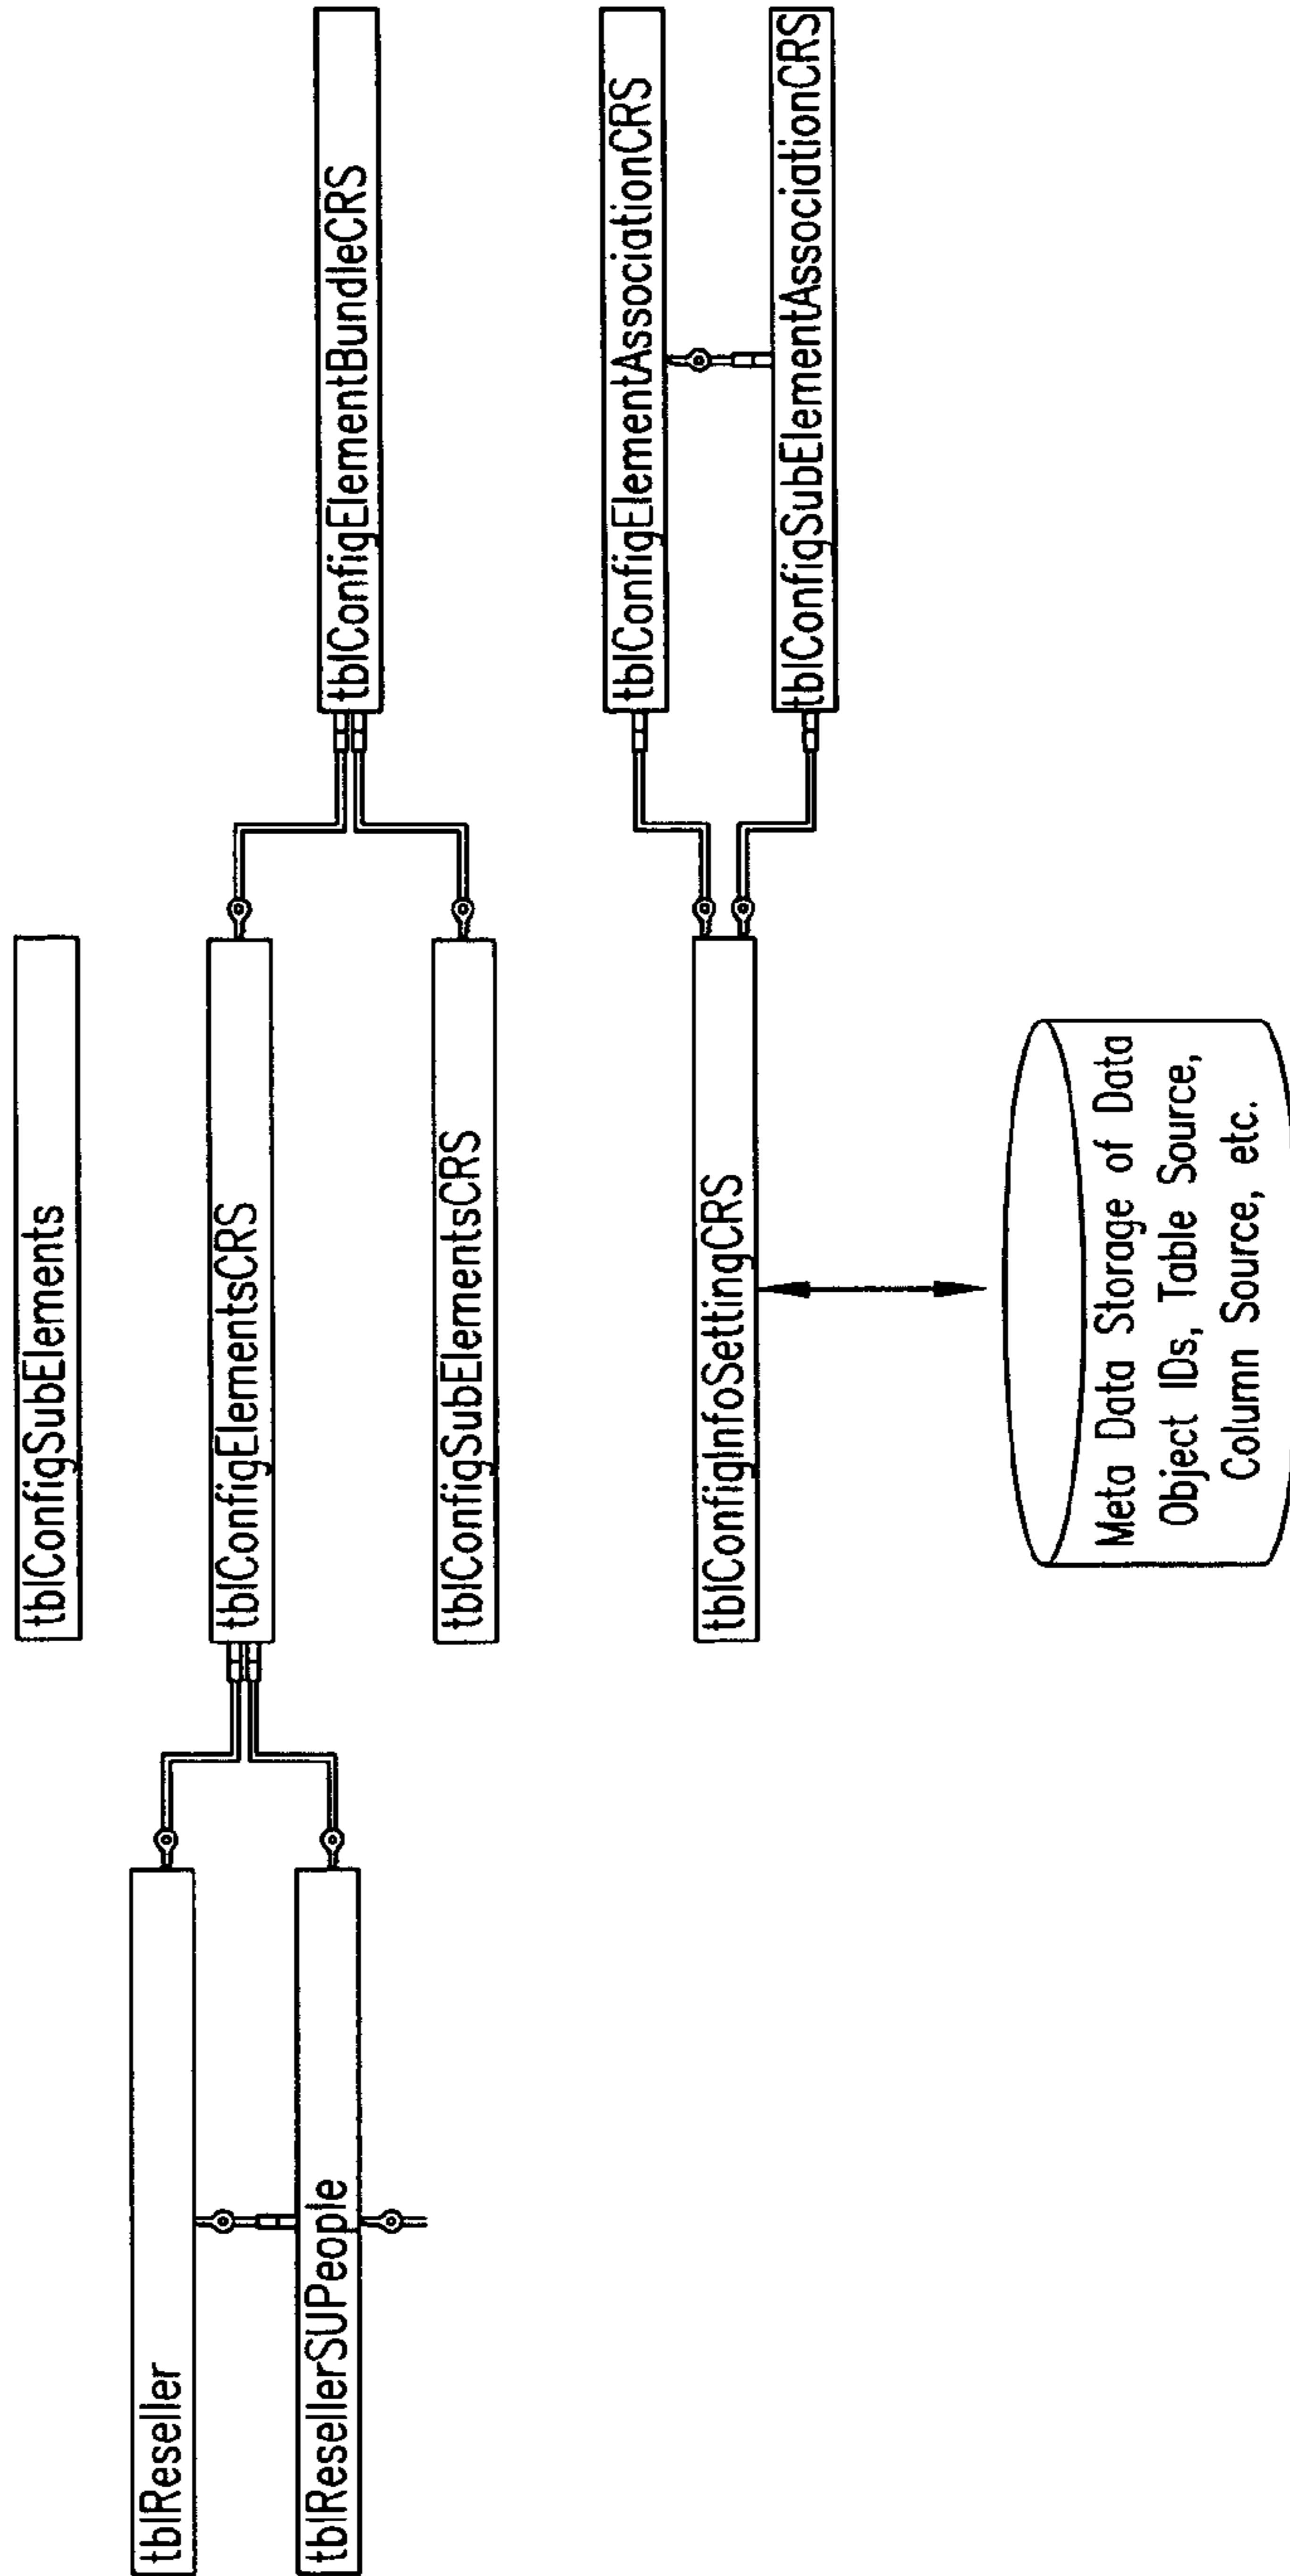 tblConfigSubElements
tblReseller
tblConfigElementsCRS
tblResellerSUPeople
tblConfigElementBundleCRS
tblConfigSubElementsCRS
tblConfigElementAssociationCRS
tblConfigInfoSettingCRS
tblConfigSubElementAssociationCRS
Meta Data Storage of Data
Object IDs, Table Source,
Column Source, etc.